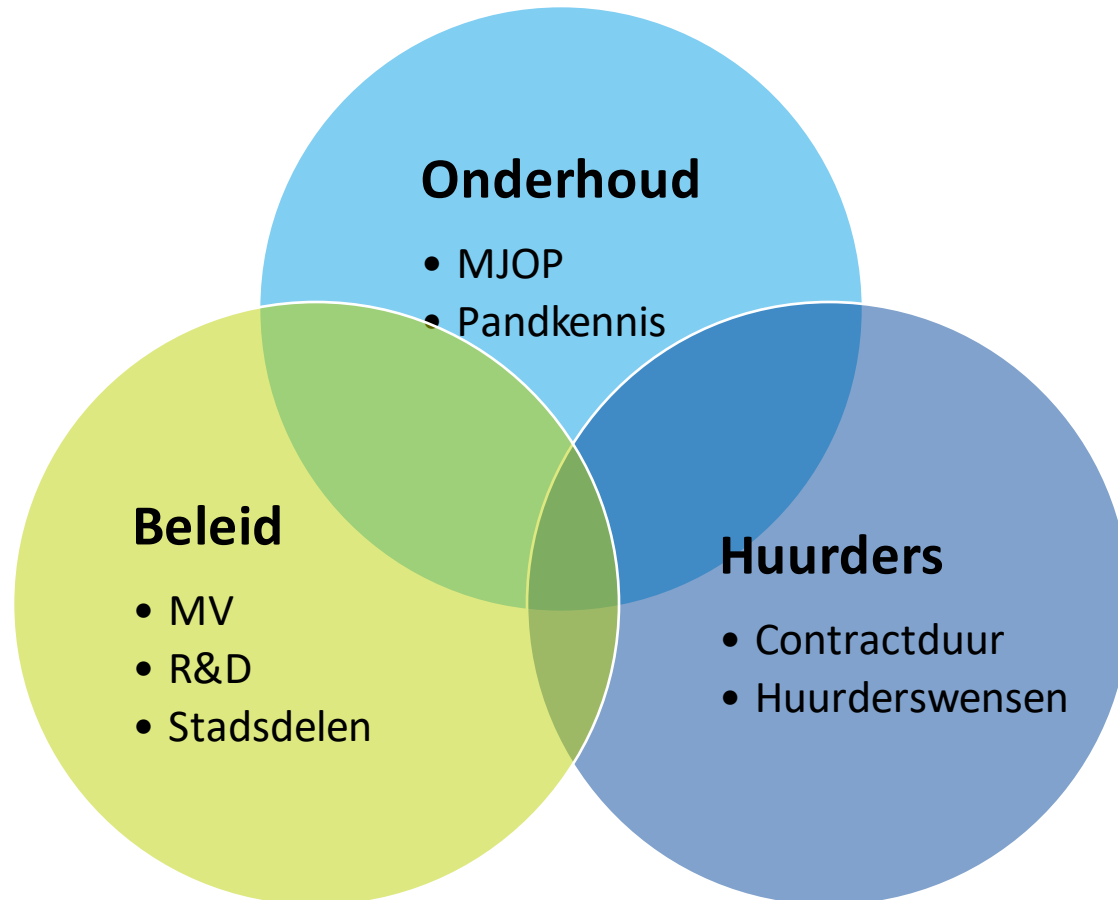 Onderhoud
• MJOP
• Pandkennis
Beleid
• MV
• R&D
• Stadsdelen
Huurders
• Contractduur
• Huurderswensen